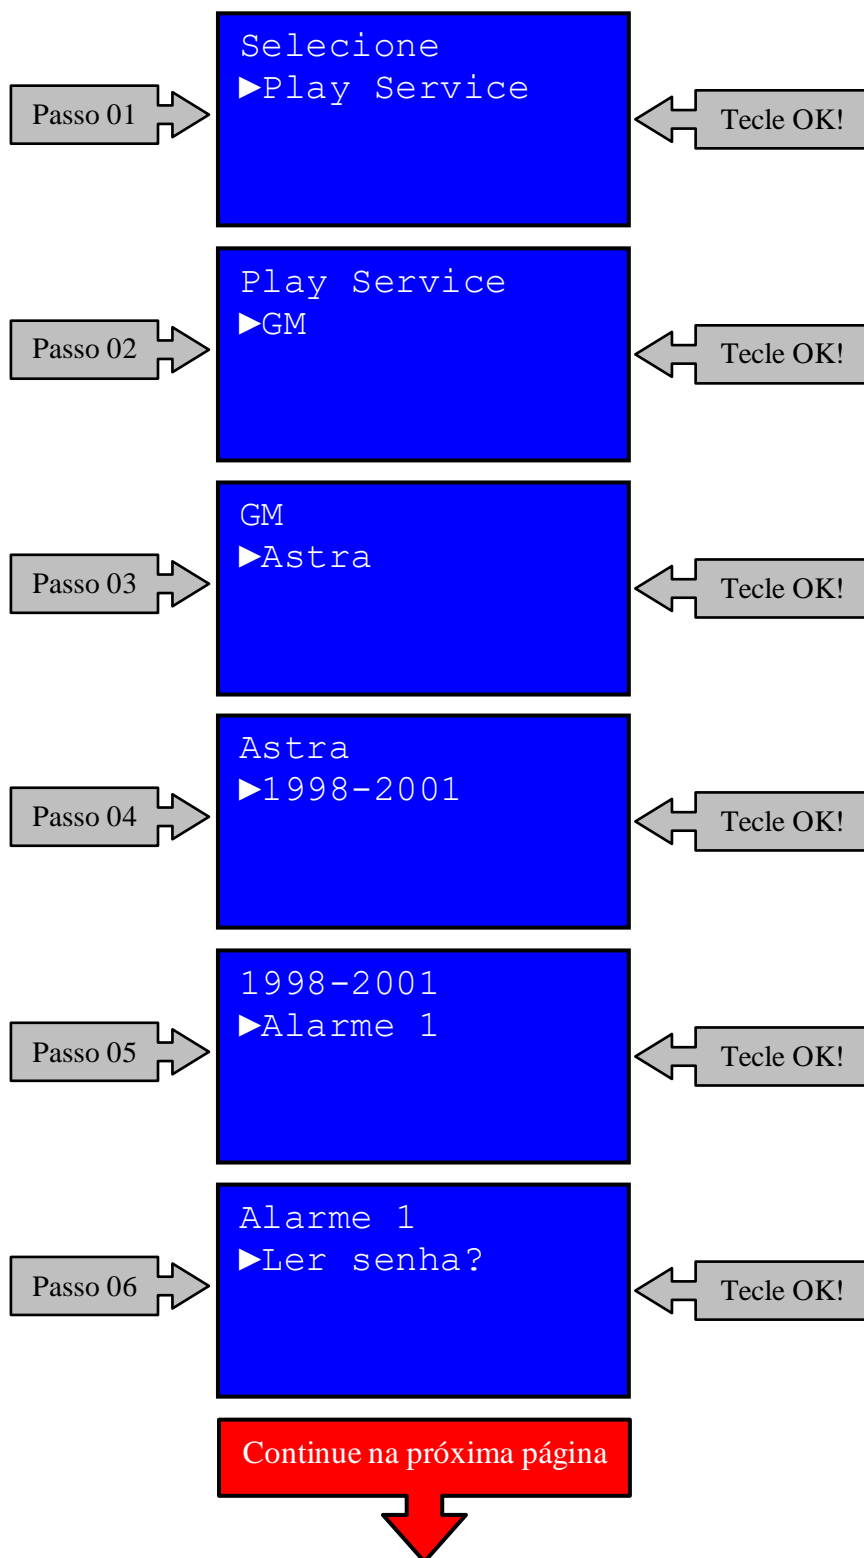 Selecione
►Play Service
Passo 01
Tecle OK!
Play Service
►GM
Passo 02
Tecle OK!
GM
►Astra
Passo 03
Tecle OK!
Astra
►1998-2001
Passo 04
Tecle OK!
1998-2001
►Alarme 1
Passo 05
Tecle OK!
Alarme 1
►Ler senha?
Passo 06
Tecle OK!
Continue na próxima página